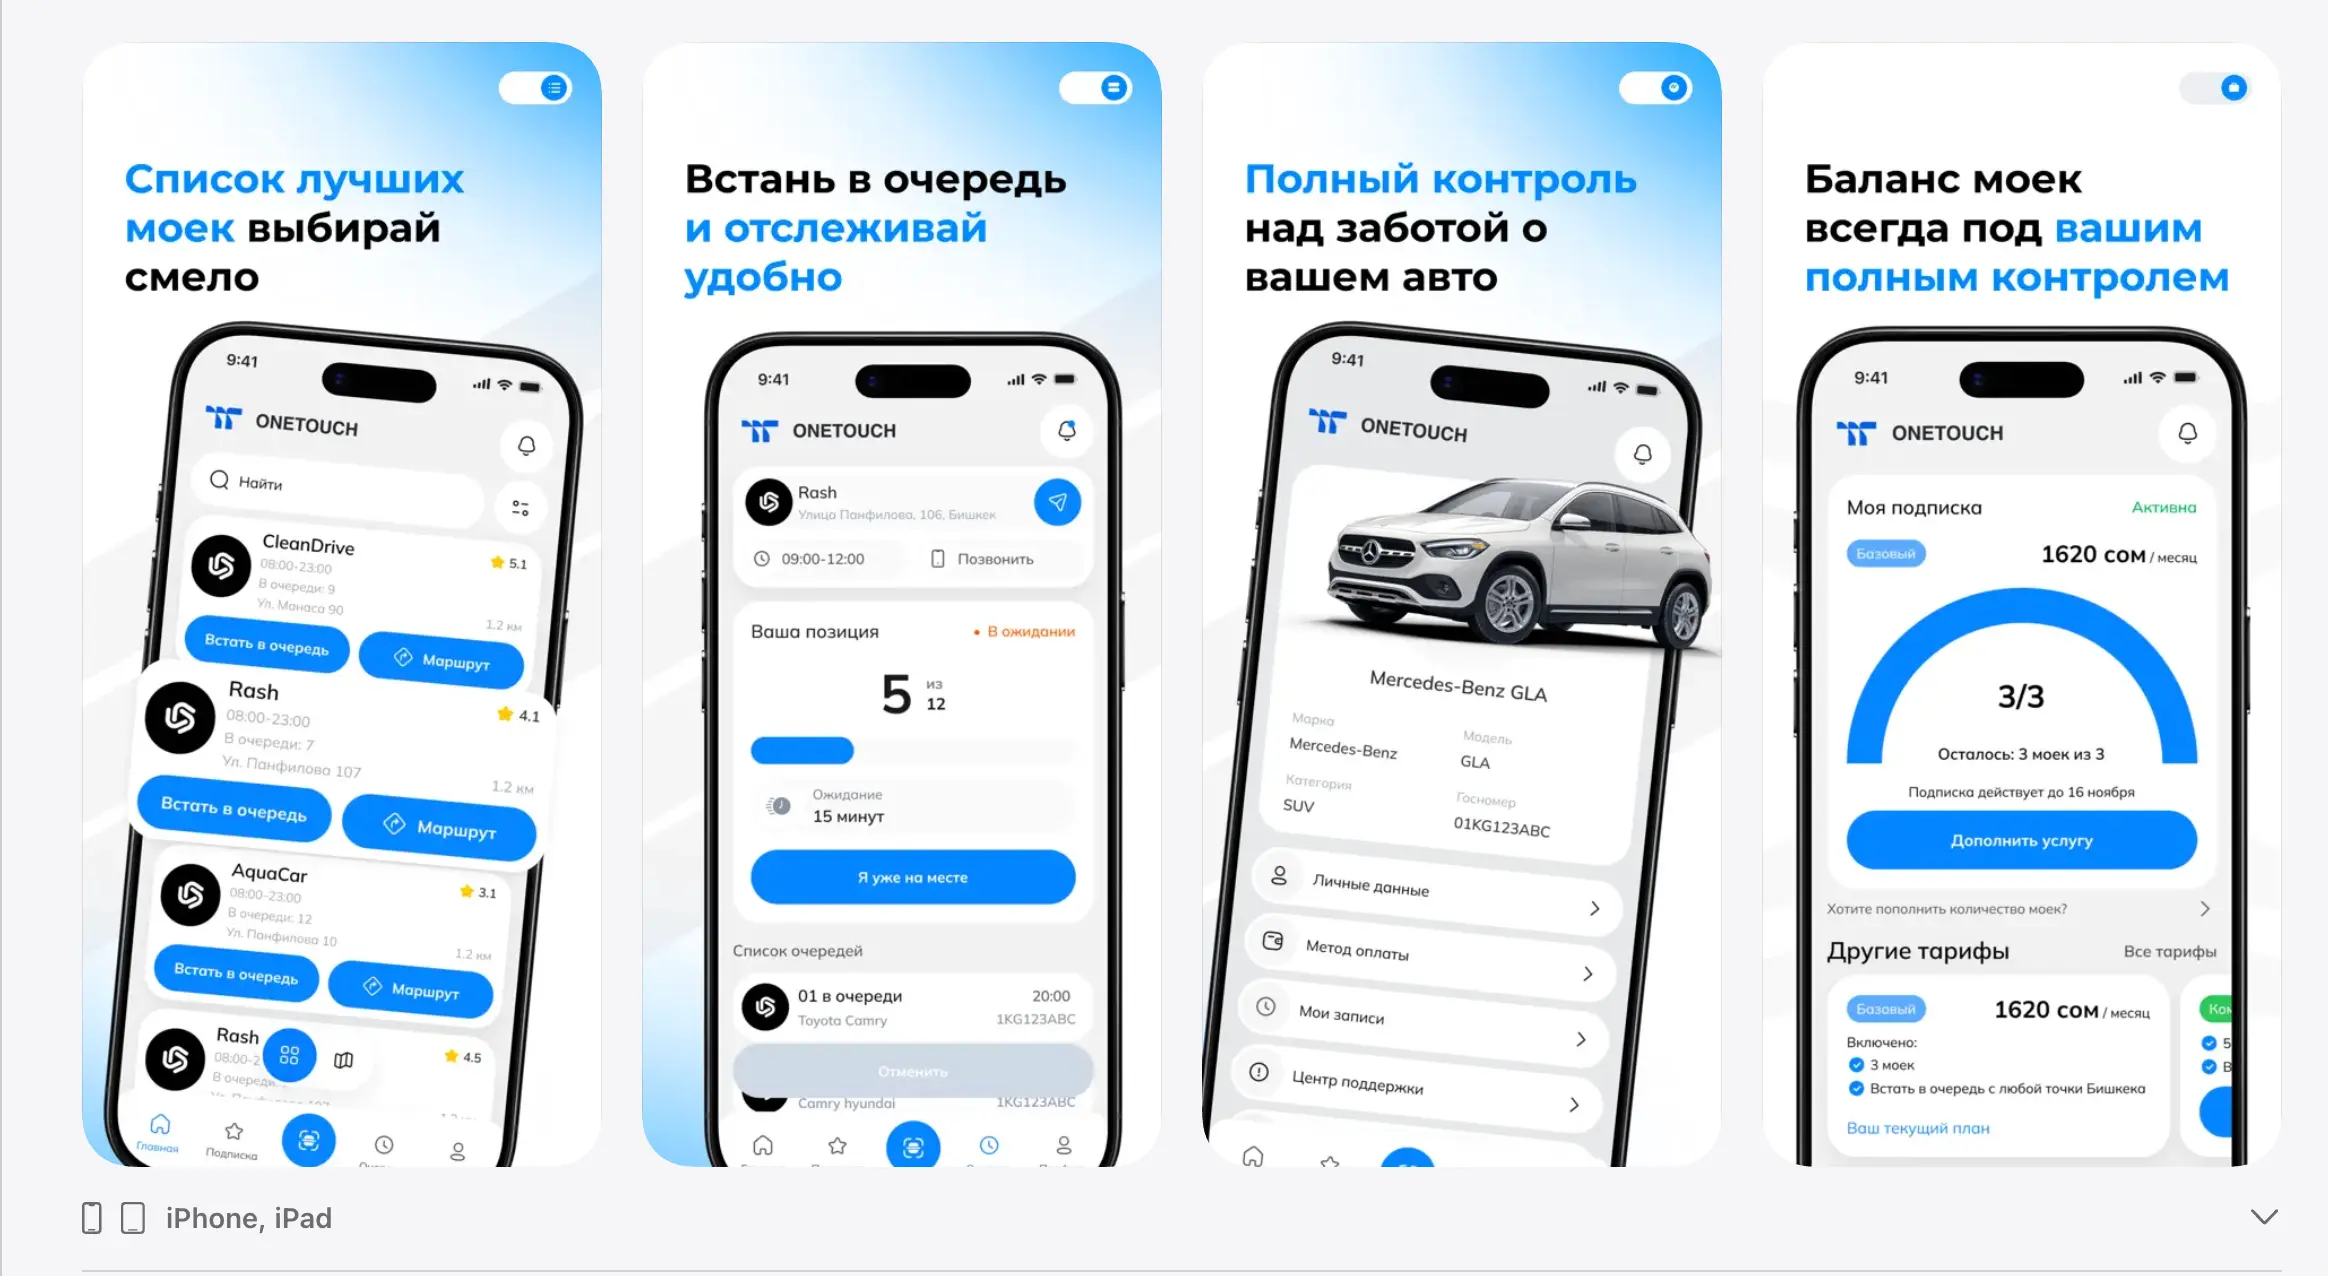 Список лучших
моек выбирай
смело
9:41
ONETOUCH
Найти
CleanDrive
5.1
08:00-23:00
В очереди: 9
Ул. Манаса 90
1.2 км
Встать в очередь
Маршрут
Rash
4.1
08:00-23:00
В очереди: 7
Ул. Панфилова 107
1.2 км
Встать в очередь
Маршрут
AquaCar
3.1
08:00-23:00
В очереди: 12
Ул. Панфилова 10
1.2 км
Встать в очередь
Маршрут
Rash
4.5
08:00-2
В очереди:
Главная
Подписка
Встань в очередь
и отслеживай
удобно
9:41
ONETOUCH
Rash
Улица Панфилова, 106, Бишкек
09:00-12:00
Позвонить
Ваша позиция
• В ожидании
5 из 12
Ожидание
15 минут
Я уже на месте
Список очередей
01 в очереди
20:00
Toyota Camry
1KG123ABC
Отменить
Camry hyundai
1KG123ABC
Полный контроль
над заботой о
вашем авто
9:41
ONETOUCH
Mercedes-Benz GLA
Марка
Модель
Mercedes-Benz
GLA
Категория
Госномер
SUV
01KG123ABC
Личные данные
Метод оплаты
Мои записи
Центр поддержки
Баланс моек
всегда под вашим
полным контролем
9:41
ONETOUCH
Моя подписка
Активна
Базовый
1620 сом / месяц
3/3
Осталось: 3 моек из 3
Подписка действует до 16 ноября
Дополнить услугу
Хотите пополнить количество моек?
Другие тарифы
Все тарифы
Базовый
1620 сом / месяц
Ком
Включено:
5
3 моек
В
Встать в очередь с любой точки Бишкека
Ваш текущий план
iPhone, iPad